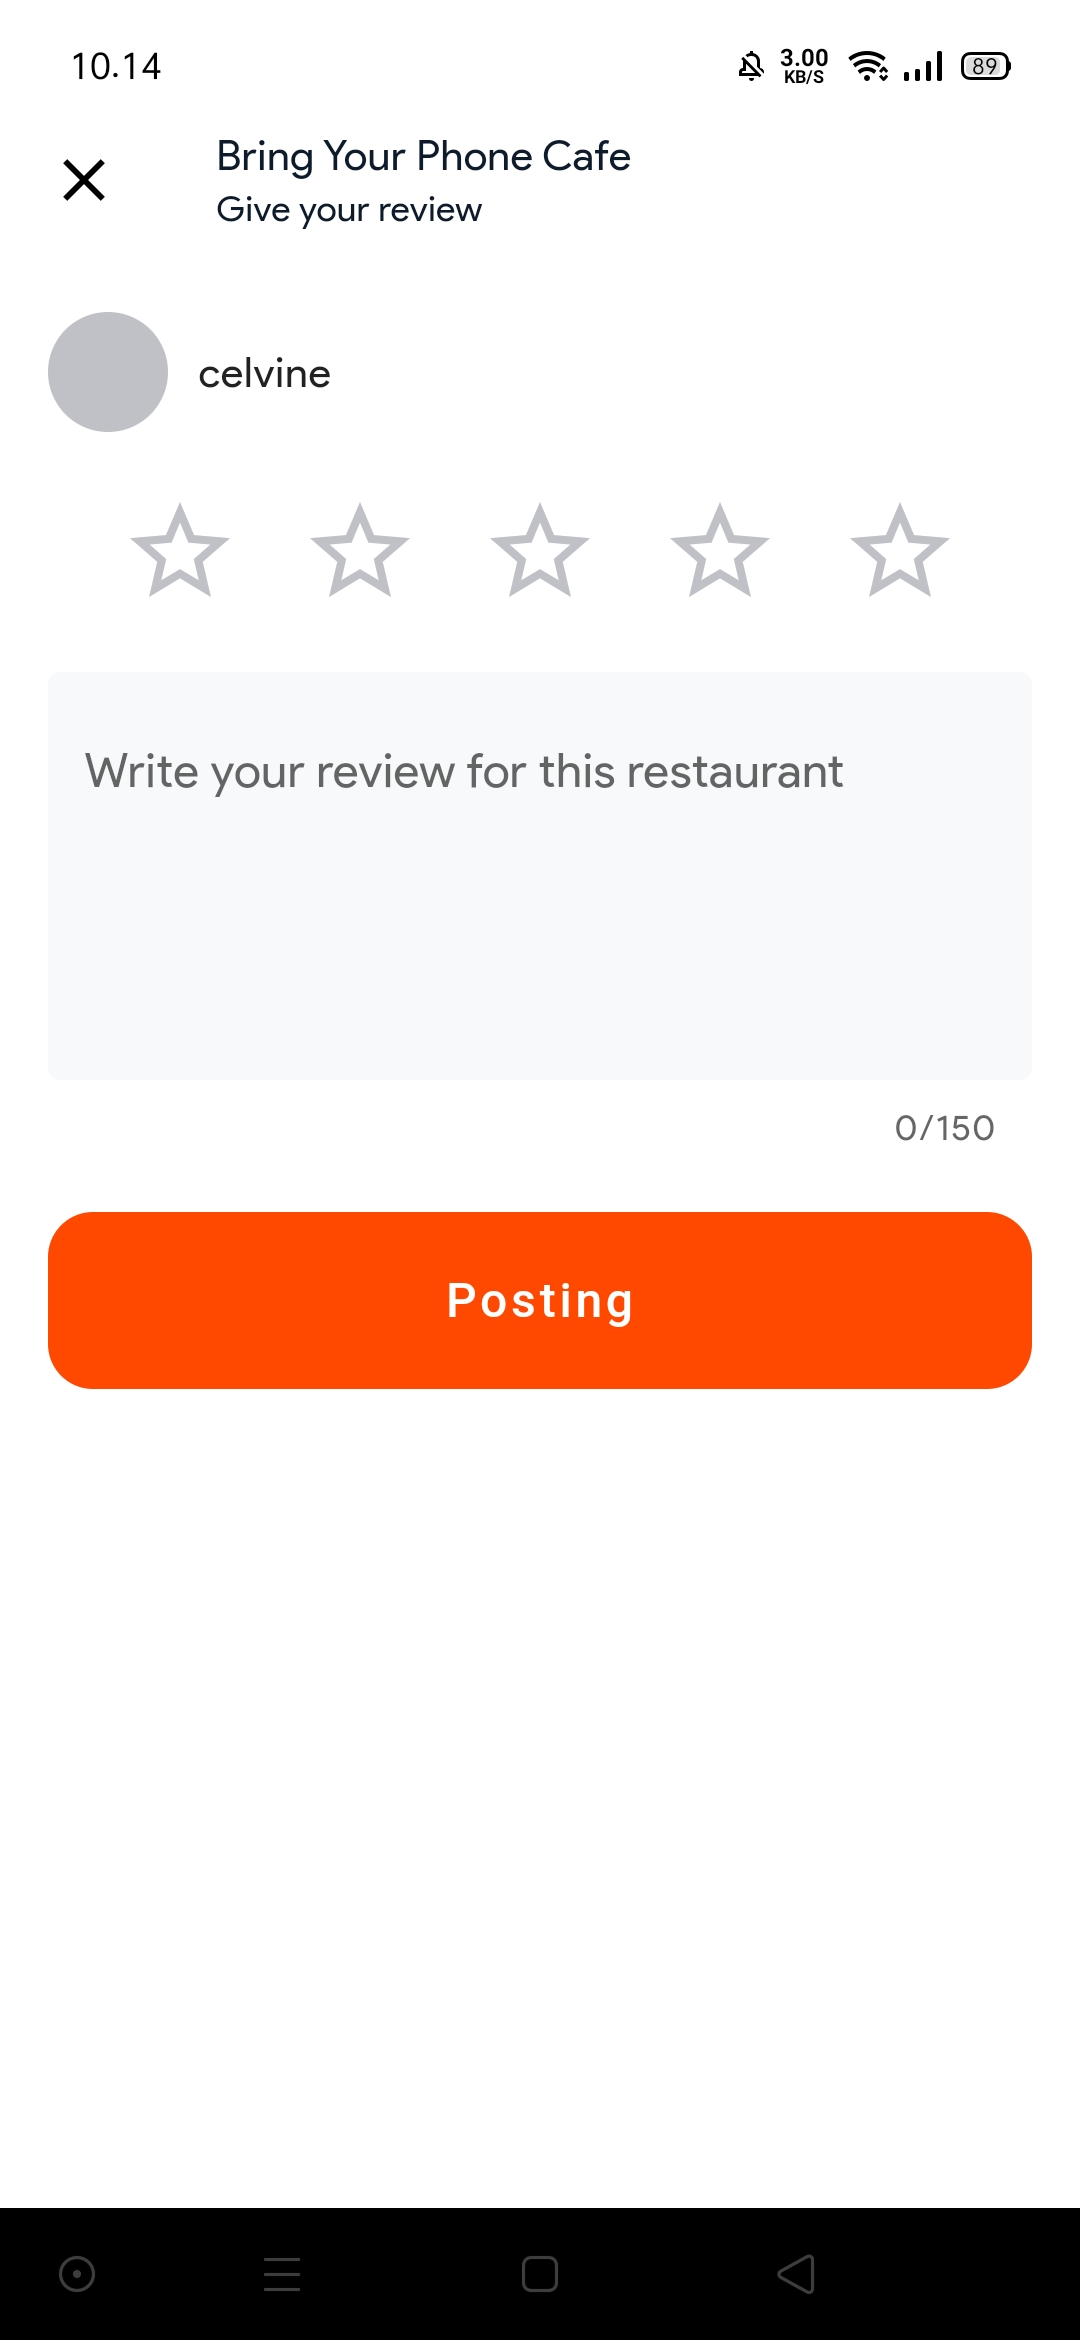 10.14
3.00
KB/S
89
Bring Your Phone Cafe
Give your review
celvine
Write your review for this restaurant
0/150
Posting